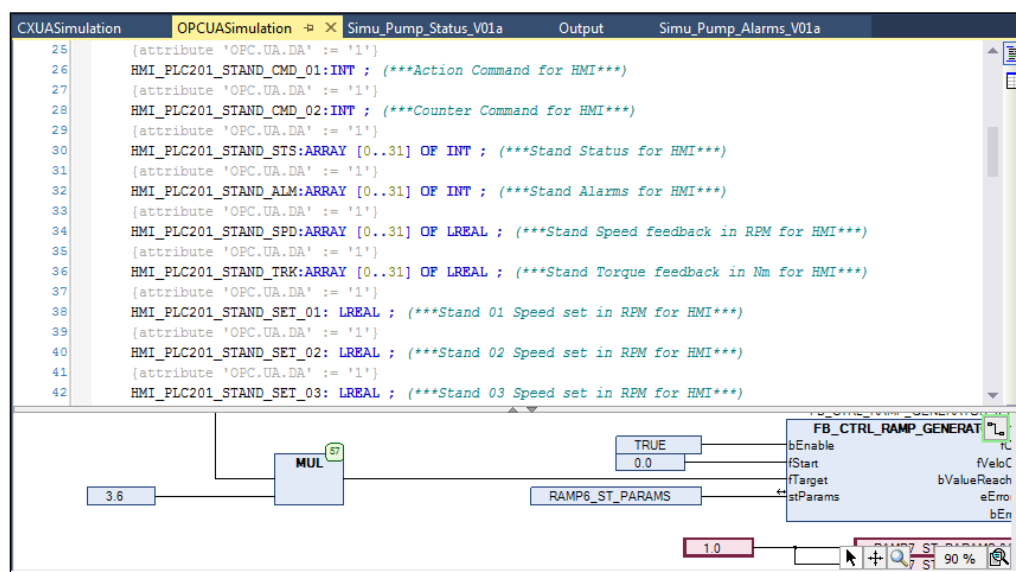 CXUASimulation OPCUASimulation Simu_Pump_Status_V01a Output Simu_Pump_Alarms_V01a
25 {attribute 'OPC.UA.DA' := '1'}
26 HMI_PLC201_STAND_CMD_01:INT ; (***Action Command for HMI***)
27 {attribute 'OPC.UA.DA' := '1'}
28 HMI_PLC201_STAND_CMD_02:INT ; (***Counter Command for HMI***)
29 {attribute 'OPC.UA.DA' := '1'}
30 HMI_PLC201_STAND_STS:ARRAY [0..31] OF INT ; (***Stand Status for HMI***)
31 {attribute 'OPC.UA.DA' := '1'}
32 HMI_PLC201_STAND_ALM:ARRAY [0..31] OF INT ; (***Stand Alarms for HMI***)
33 {attribute 'OPC.UA.DA' := '1'}
34 HMI_PLC201_STAND_SPD:ARRAY [0..31] OF LREAL ; (***Stand Speed feedback in RPM for HMI***)
35 {attribute 'OPC.UA.DA' := '1'}
36 HMI_PLC201_STAND_TRK:ARRAY [0..31] OF LREAL ; (***Stand Torque feedback in Nm for HMI***)
37 {attribute 'OPC.UA.DA' := '1'}
38 HMI_PLC201_STAND_SET_01: LREAL ; (***Stand 01 Speed set in RPM for HMI***)
39 {attribute 'OPC.UA.DA' := '1'}
40 HMI_PLC201_STAND_SET_02: LREAL ; (***Stand 02 Speed set in RPM for HMI***)
41 {attribute 'OPC.UA.DA' := '1'}
42 HMI_PLC201_STAND_SET_03: LREAL ; (***Stand 03 Speed set in RPM for HMI***)
FB_CTRL_RAMP_GENERAT
57
MUL
TRUE bEnable
0.0 fStart fVeloC
fTarget bValueReach
3.6 RAMP6_ST_PARAMS stParams eErro
bErr
1.0
90 %